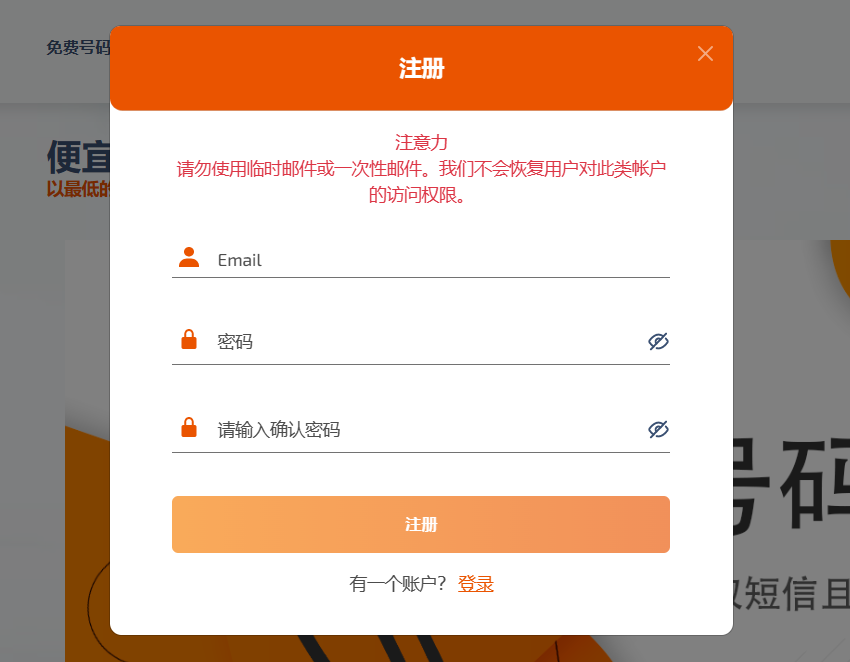 免费号码
注册
便宜
以最低的
注意力
请勿使用临时邮件或一次性邮件。我们不会恢复用户对此类帐户
的访问权限。
Email
密码
请输入确认密码
号码
短信且
注册
有一个账户？ 登录